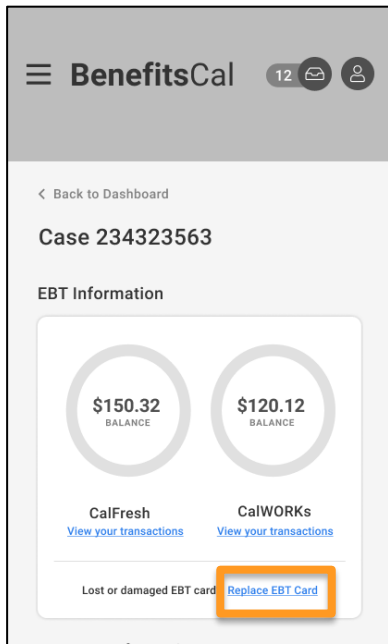 BenefitsCal 12
Back to Dashboard
Case 234323563
EBT Information
$150.32 $120.12
BALANCE BALANCE
CalFresh CalWORKs
View your transactions View your transactions
Lost or damaged EBT card Replace EBT Card